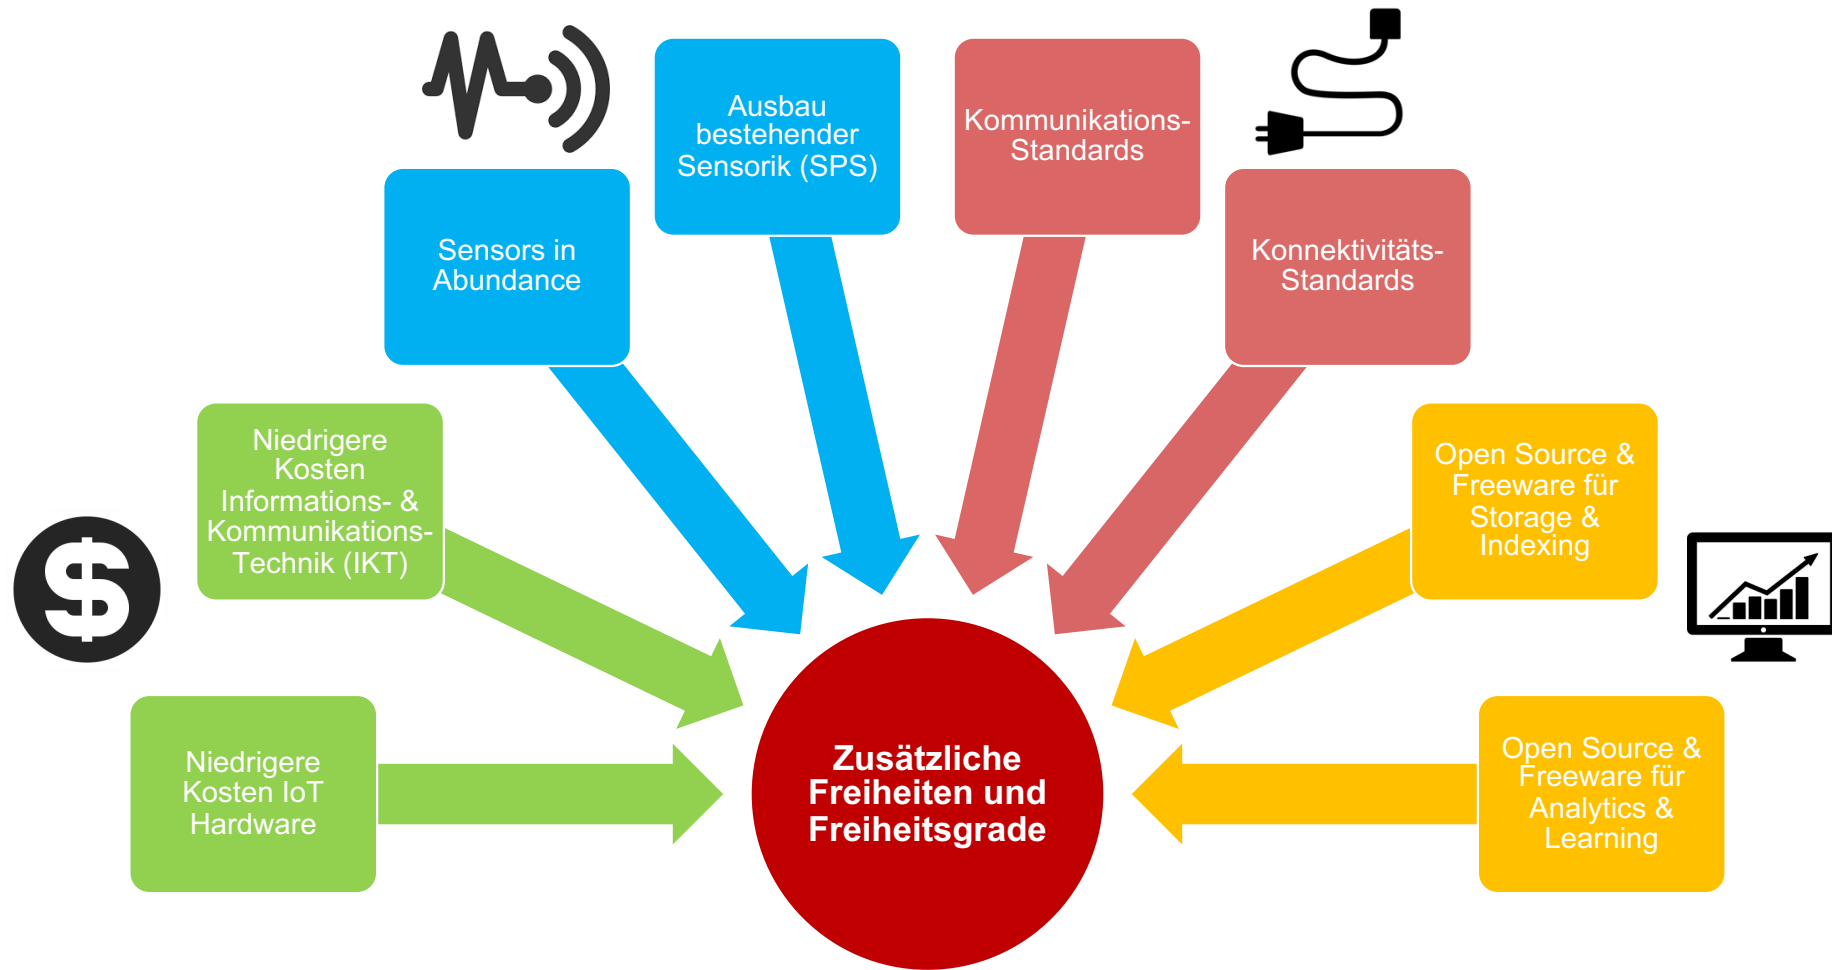 Ausbau
bestehender
Sensorik (SPS)
Kommunikations-
Standards
Sensors in
Abundance
Konnektivitäts-
Standards
Niedrigere
Kosten
Informations- &
Kommunikations-
Technik (IKT)
Open Source &
Freeware für
Storage &
Indexing
Niedrigere
Kosten IoT
Hardware
Zusätzliche
Freiheiten und
Freiheitsgrade
Open Source &
Freeware für
Analytics &
Learning